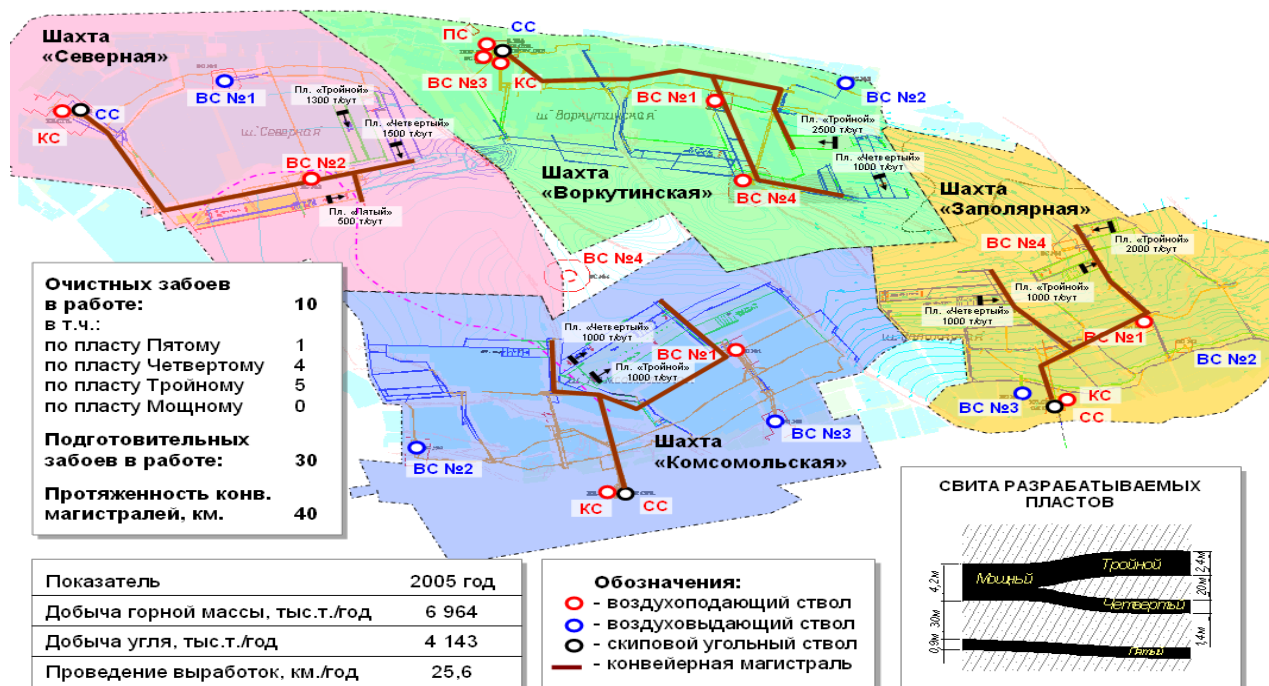 Шахта
«Северная»
СС
КС
ВС №1
ВС №2
Пл. «Тройной»
1300 т/сут
Пл. «Четвертый»
1500 т/сут
Пл. «Пятый»
500 т/сут
ш. Северная
ПС
СС
ВС №3
КС
ВС №1
ВС №2
ш. Воркутинская
Пл. «Тройной»
2500 т/сут
Пл. «Четвертый»
1000 т/сут
Шахта
«Воркутинская»
ВС №4
Шахта
«Заполярная»
ВС №4
Пл. «Тройной»
2000 т/сут
Пл. «Тройной»
1000 т/сут
Пл. «Четвертый»
1000 т/сут
ВС №1
ВС №2
ВС №3
КС
СС
ВС №4
Пл. «Четвертый»
1000 т/сут
Пл. «Тройной»
1000 т/сут
ВС №1
ВС №3
ВС №2
Шахта
«Комсомольская»
КС
СС
Очистных забоев
в работе: 10
в т.ч.:
по пласту Пятому 1
по пласту Четвертому 4
по пласту Тройному 5
по пласту Мощному 0
Подготовительных
забоев в работе: 30
Протяженность конв.
магистралей, км. 40
Показатель 2005 год
Добыча горной массы, тыс.т./год 6 964
Добыча угля, тыс.т./год 4 143
Проведение выработок, км./год 25,6
Обозначения:
- воздухоподающий ствол
- воздуховыдающий ствол
- скиповой угольный ствол
- конвейерная магистраль
СВИТА РАЗРАБАТЫВАЕМЫХ
ПЛАСТОВ
Мощный
Тройной
Четвертый
Пятый
4,2м
30м
0,9м
2,4м
20м
1,4м